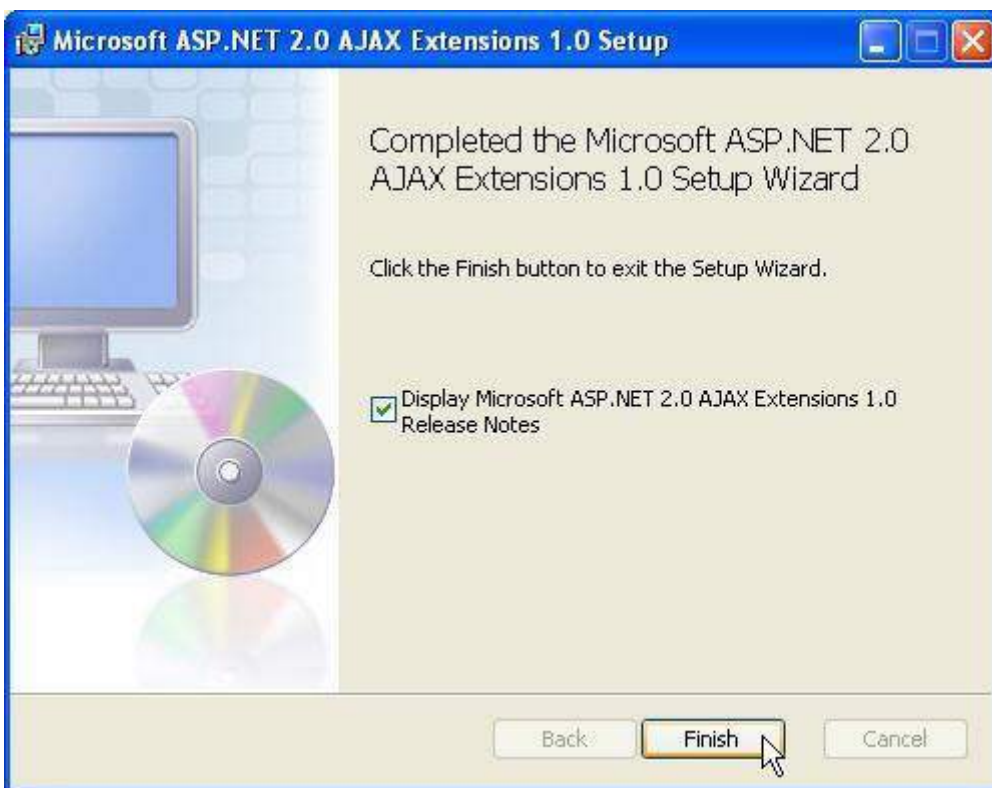 Microsoft ASP.NET 2.0 AJAX Extensions 1.0 Setup
Completed the Microsoft ASP.NET 2.0
AJAX Extensions 1.0 Setup Wizard
Click the Finish button to exit the Setup Wizard.
Display Microsoft ASP.NET 2.0 AJAX Extensions 1.0
Release Notes
Back Finish Cancel